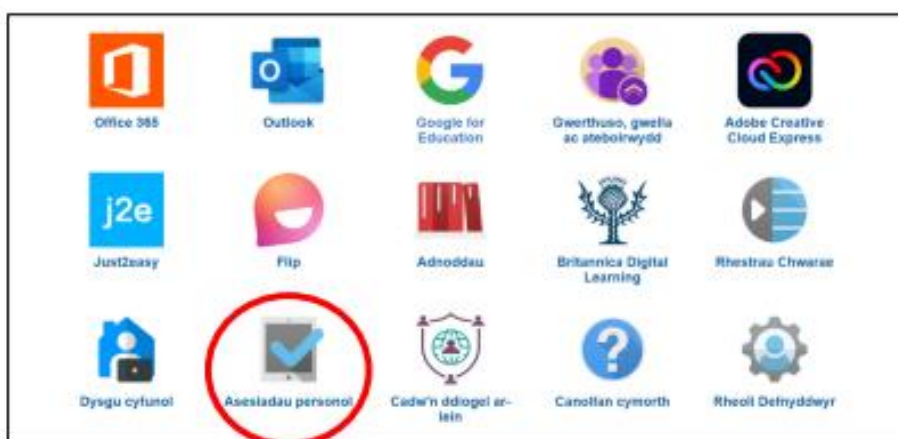 Office 365
Outlook
Google for
Education
Gwerthuso, gwella
ac atebolrwydd
Adobe Creative
Cloud Express
j2e
Just2easy
Flip
Adnoddau
Britannica Digital
Learning
Rhestrau Chwarae
Dysgu cyfunol
Asesiadau personol
Cadw'n ddiogel ar-
lein
Canolfan cymorth
Rheoli Defnyddwyr